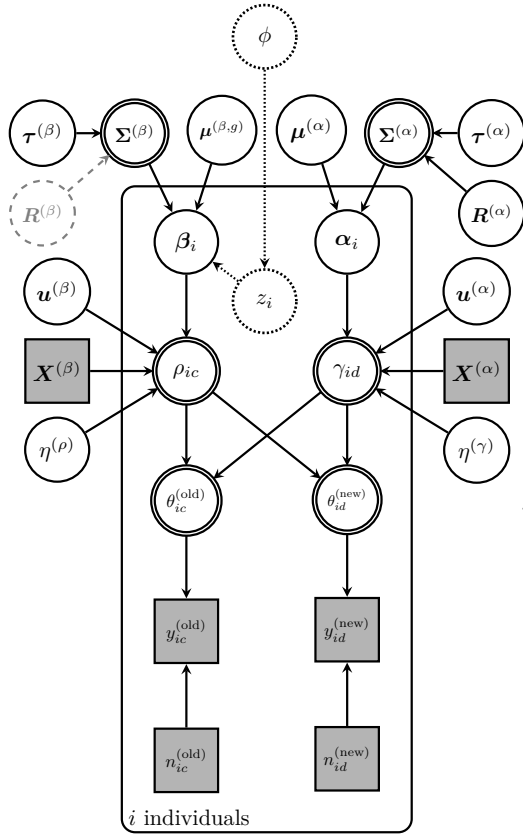 ϕ
τ^(β) Σ^(β) μ^(β,g) μ^(α) Σ^(α) τ^(α)
R^(β) R^(α)
β_i α_i
u^(β) z_i u^(α)
X^(β) ρ_ic γ_id X^(α)
η^(ρ) η^(γ)
θ_ic^(old) θ_id^(new)
y_ic^(old) y_id^(new)
n_ic^(old) n_id^(new)
i individuals